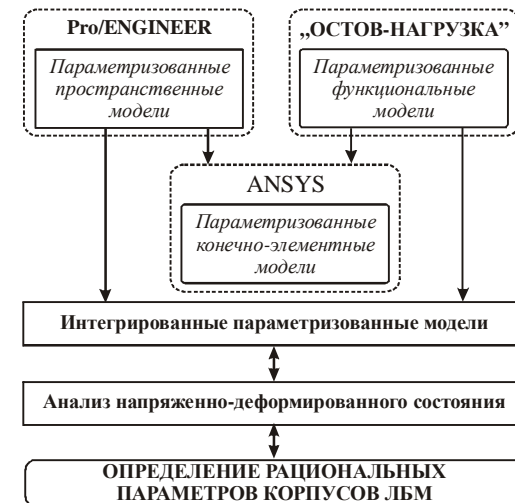 Pro/ENGINEER
Параметризованные
пространственные
модели
„ОСТОВ-НАГРУЗКА”
Параметризованные
функциональные
модели
ANSYS
Параметризованные
конечно-элементные
модели
Интегрированные параметризованные модели
Анализ напряженно-деформированного состояния
ОПРЕДЕЛЕНИЕ РАЦИОНАЛЬНЫХ
ПАРАМЕТРОВ КОРПУСОВ ЛБМ